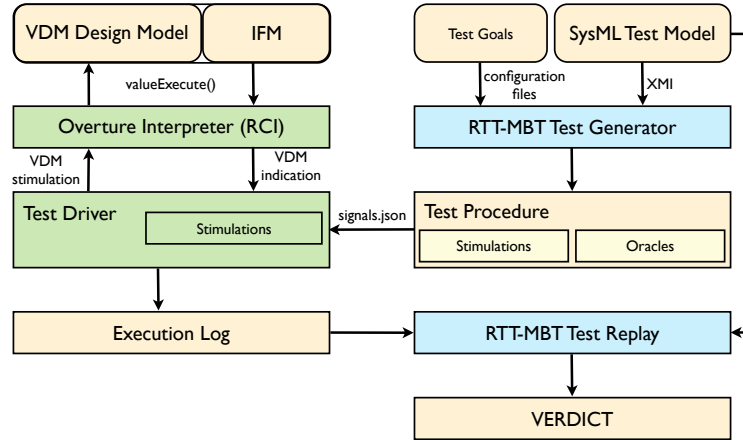 VDM Design Model
IFM
Test Goals
SysML Test Model
valueExecute()
configuration
files
XMI
Overture Interpreter (RCI)
RTT-MBT Test Generator
VDM
stimulation
VDM
indication
Test Driver
Stimulations
signals.json
Test Procedure
Stimulations
Oracles
Execution Log
RTT-MBT Test Replay
VERDICT